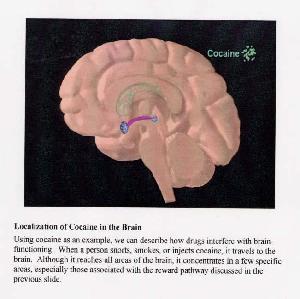 Cocaine
Localization of Cocaine in the Brain
Using cocaine as an example, we can describe how drugs interfere with brain
functioning. When a person snorts, smokes, or injects cocaine, it travels to the
brain. Although it reaches all areas of the brain, it concentrates in a few specific
areas, especially those associated with the reward pathway discussed in the
previous slide.